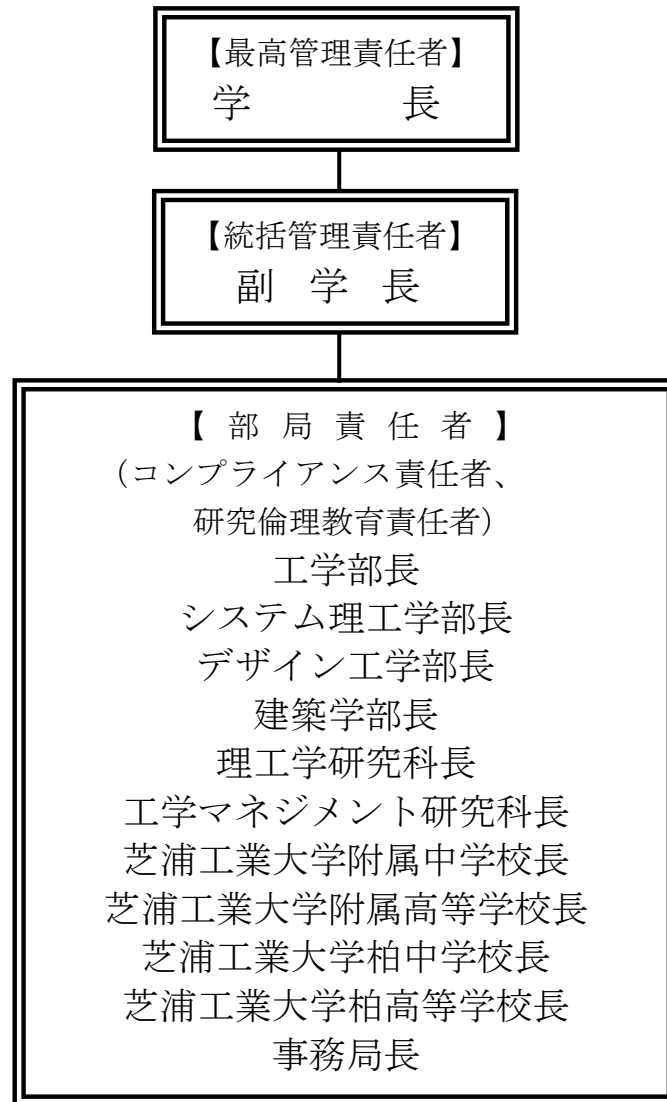 【最高管理責任者】
学　　　　長
【統括管理責任者】
副　学　長
【 部 局 責 任 者 】
（コンプライアンス責任者、
研究倫理教育責任者）
工学部長
システム理工学部長
デザイン工学部長
建築学部長
理工学研究科長
工学マネジメント研究科長
芝浦工業大学附属中学校長
芝浦工業大学附属高等学校長
芝浦工業大学柏中学校長
芝浦工業大学柏高等学校長
事務局長